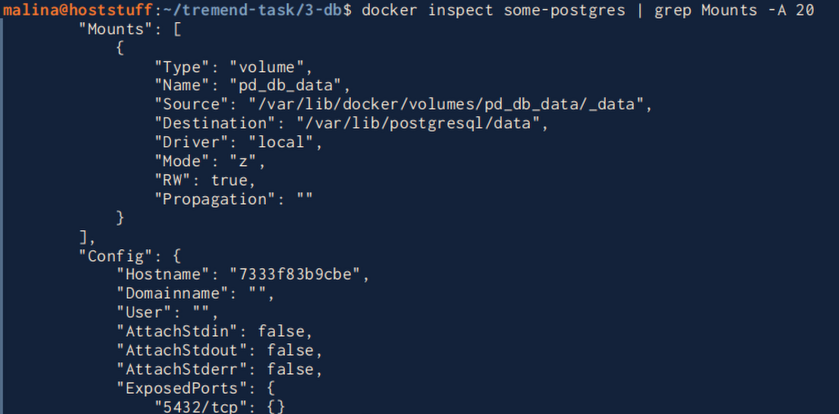 malina@hoststuff:~/tremend-task/3-db$ docker inspect some-postgres | grep Mounts -A 20
        "Mounts": [
            {
                "Type": "volume",
                "Name": "pd_db_data",
                "Source": "/var/lib/docker/volumes/pd_db_data/_data",
                "Destination": "/var/lib/postgresql/data",
                "Driver": "local",
                "Mode": "z",
                "RW": true,
                "Propagation": ""
            }
        ],
        "Config": {
            "Hostname": "7333f83b9cbe",
            "Domainname": "",
            "User": "",
            "AttachStdin": false,
            "AttachStdout": false,
            "AttachStderr": false,
            "ExposedPorts": {
                "5432/tcp": {}